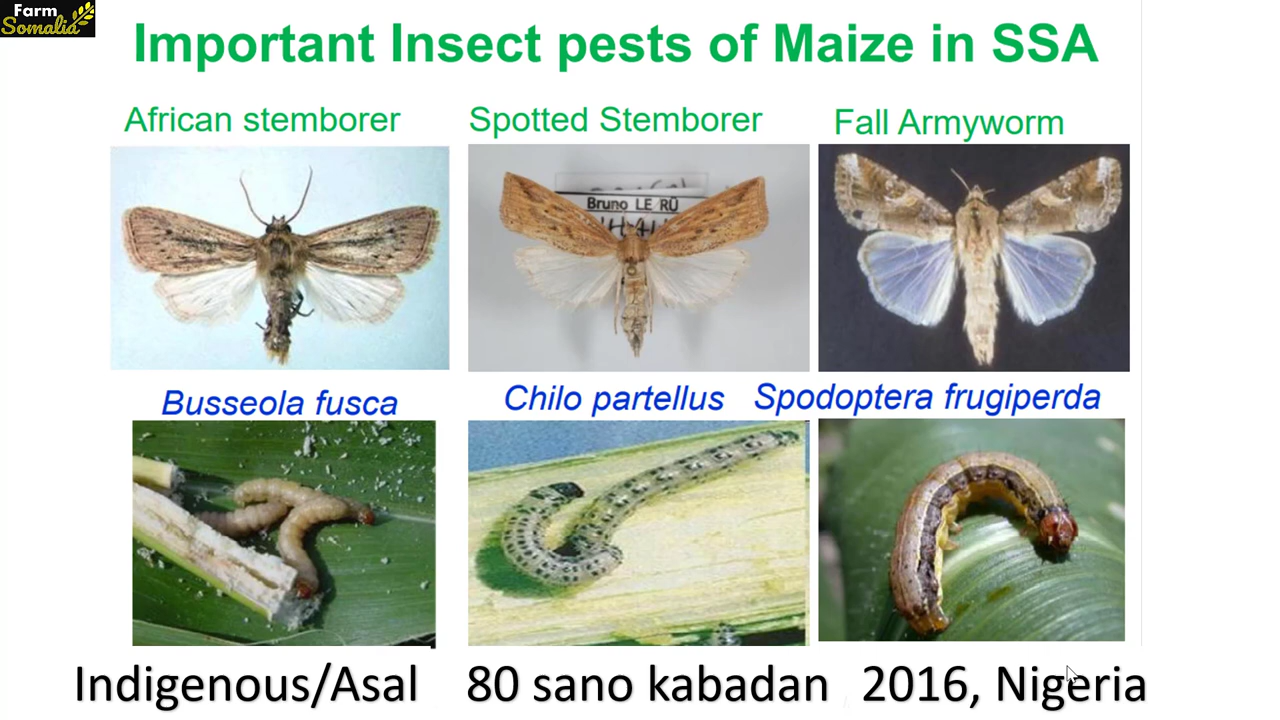 Farm
Somalia
Important Insect pests of Maize in SSA
African stemborer
Spotted Stemborer
Fall Armyworm
Bruno LE RÜ
Busseola fusca
Chilo partellus
Spodoptera frugiperda
Indigenous/Asal
80 sano kabadan
2016, Nigeria